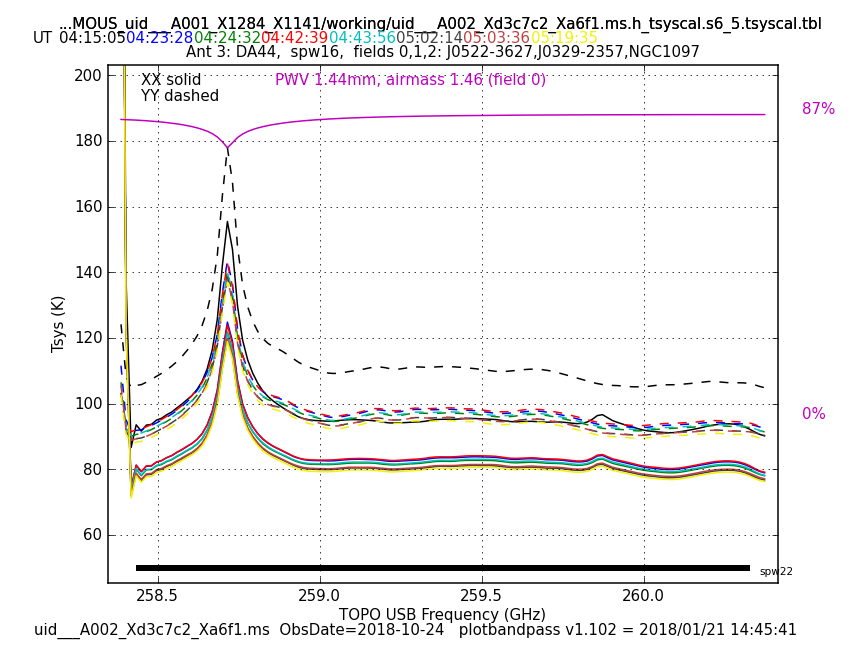 ...MOUS_uid___A001_X1284_X1141/working/uid___A002_Xd3c7c2_Xa6f1.ms.h_tsyscal.s6_5.tsyscal.tbl
UT 04:15:05 04:23:28 04:24:32 04:42:39 04:43:56 05:02:14 05:03:36 05:19:35
Ant 3: DA44, spw16, fields 0,1,2: J0522-3627,J0329-2357,NGC1097
XX solid
YY dashed
PWV 1.44mm, airmass 1.46 (field 0)
87%
0%
200
180
160
140
120
100
80
60
Tsys (K)
spw22
258.5 259.0 259.5 260.0
TOPO USB Frequency (GHz)
uid___A002_Xd3c7c2_Xa6f1.ms ObsDate=2018-10-24 plotbandpass v1.102 = 2018/01/21 14:45:41